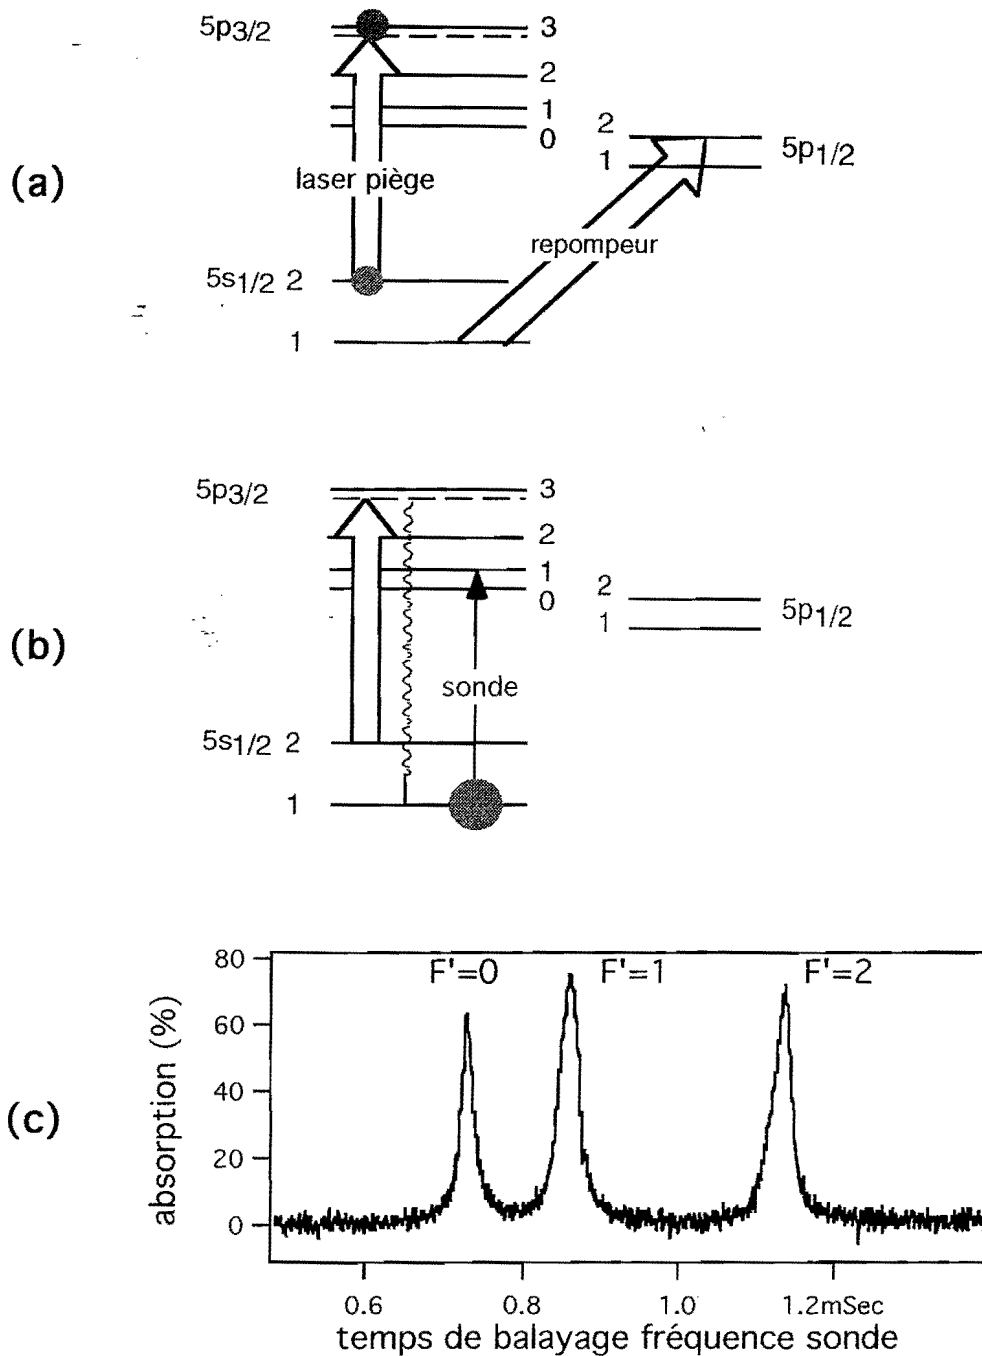 (a)
5p3/2
3
2
1
0
2
1
5p1/2
laser piège
repompeur
5s1/2 2
1
(b)
5p3/2
3
2
1
0
2
1
5p1/2
sonde
5s1/2 2
1
(c)
absorption (%)
80
60
40
20
0
F'=0
F'=1
F'=2
0.6
0.8
1.0
1.2mSec
temps de balayage fréquence sonde